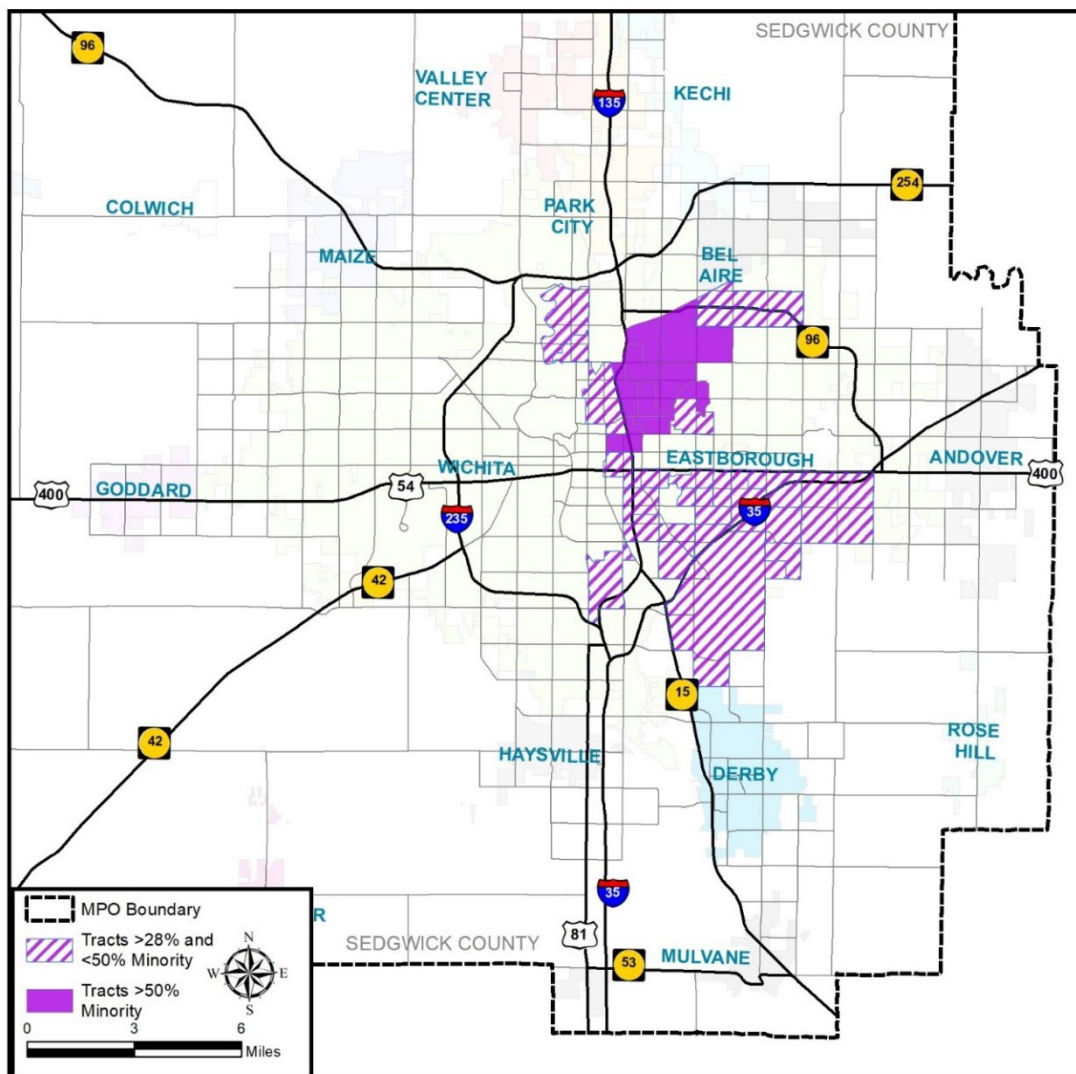 SEDGWICK COUNTY
96
VALLEY
CENTER
135
KECHI
254
COLWICH
PARK
CITY
MAIZE
BEL
AIRE
96
WICHITA
EASTBOROUGH
ANDOVER
400
GODDARD
54
400
235
35
42
15
42
HAYSVILLE
DERBY
ROSE
HILL
35
81
R
SEDGWICK COUNTY
53
MULVANE
MPO Boundary
Tracts >28% and
<50% Minority
Tracts >50%
Minority
N
W
E
S
0
3
6
Miles